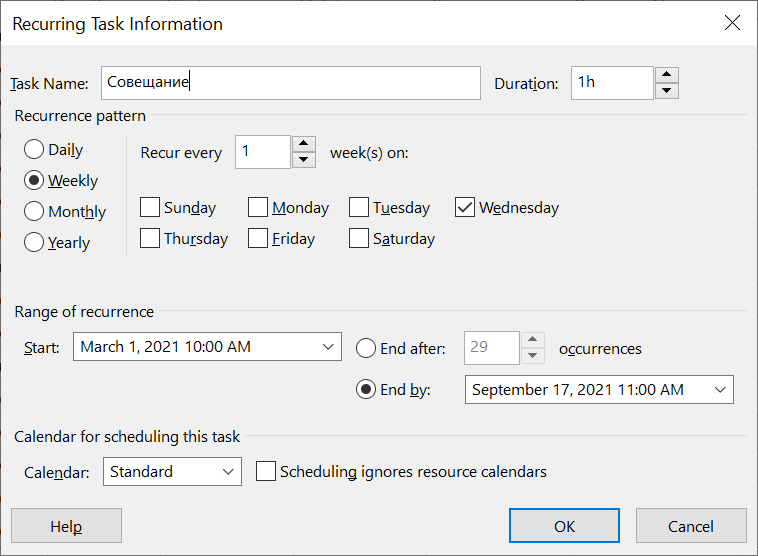 Recurring Task Information
Task Name: Совещание Duration: 1h
Recurrence pattern
Daily Recur every 1 week(s) on:
Weekly
Monthly Sunday Monday Tuesday Wednesday
Yearly Thursday Friday Saturday
Range of recurrence
Start: March 1, 2021 10:00 AM End after: 29 occurrences
End by: September 17, 2021 11:00 AM
Calendar for scheduling this task
Calendar: Standard Scheduling ignores resource calendars
Help OK Cancel